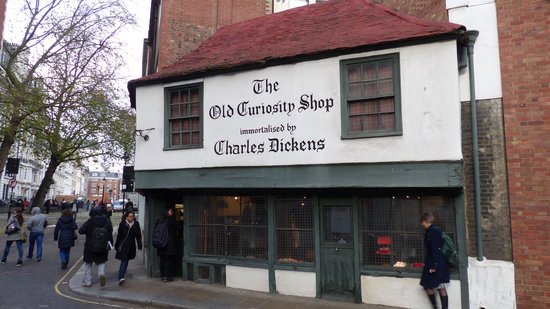 The
Old Curiosity Shop
immortalised by
Charles Dickens